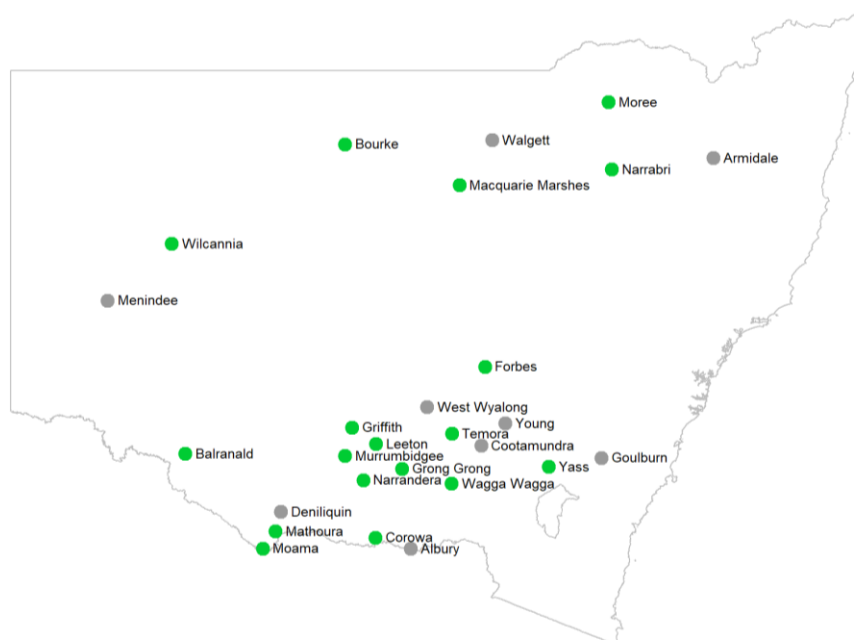 Moree
Walgett
Bourke
Armidale
Narrabri
Macquarie Marshes
Wilcannia
Menindee
Forbes
West Wyalong
Young
Griffith
Temora
Leeton
Cootamundra
Balranald
Murrumbidgee
Goulburn
Grong Grong
Yass
Narrandera
Wagga Wagga
Deniliquin
Mathoura
Corowa
Moama
Albury